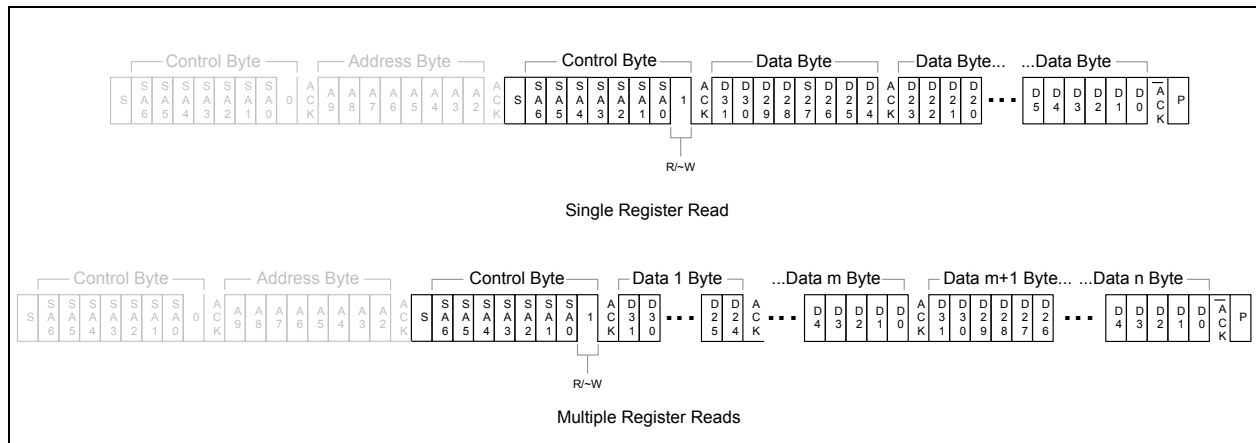 Control Byte Address Byte Control Byte Data Byte Data Byte... ...Data Byte
S SA6 SA5 SA4 SA3 SA2 SA1 SA0 0 ACK A9 A8 A7 A6 A5 A4 A3 A2 ACK S SA6 SA5 SA4 SA3 SA2 SA1 SA0 1 ACK D31 D30 D29 D28 S27 D26 D25 D24 ACK D23 D22 D21 D20 ... D5 D4 D3 D2 D1 D0 ACK P
R/~W
Single Register Read
Control Byte Address Byte Control Byte Data 1 Byte ...Data m Byte Data m+1 Byte... ...Data n Byte
S SA6 SA5 SA4 SA3 SA2 SA1 SA0 0 ACK A9 A8 A7 A6 A5 A4 A3 A2 ACK S SA6 SA5 SA4 SA3 SA2 SA1 SA0 1 ACK D31 D30 ... D25 D24 ACK ... D4 D3 D2 D1 D0 ACK D31 D30 D29 D28 D27 D26 ... D4 D3 D2 D1 D0 ACK P
R/~W
Multiple Register Reads